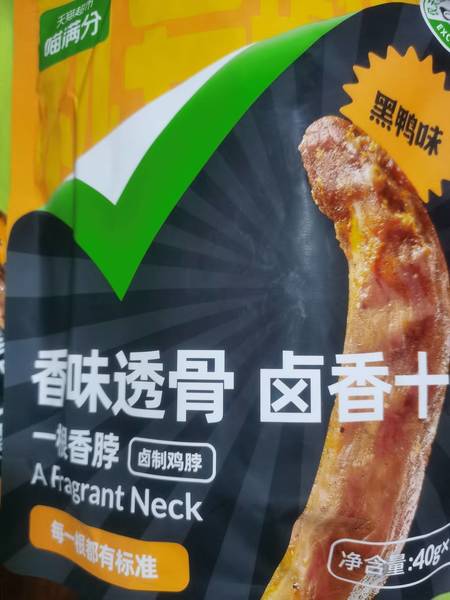 天猫超市
喵满分
EXC
黑鸭味
香味透骨 卤香十
一根香脖 卤制鸡脖
A Fragrant Neck
每一根都有标准
净含量:40g×